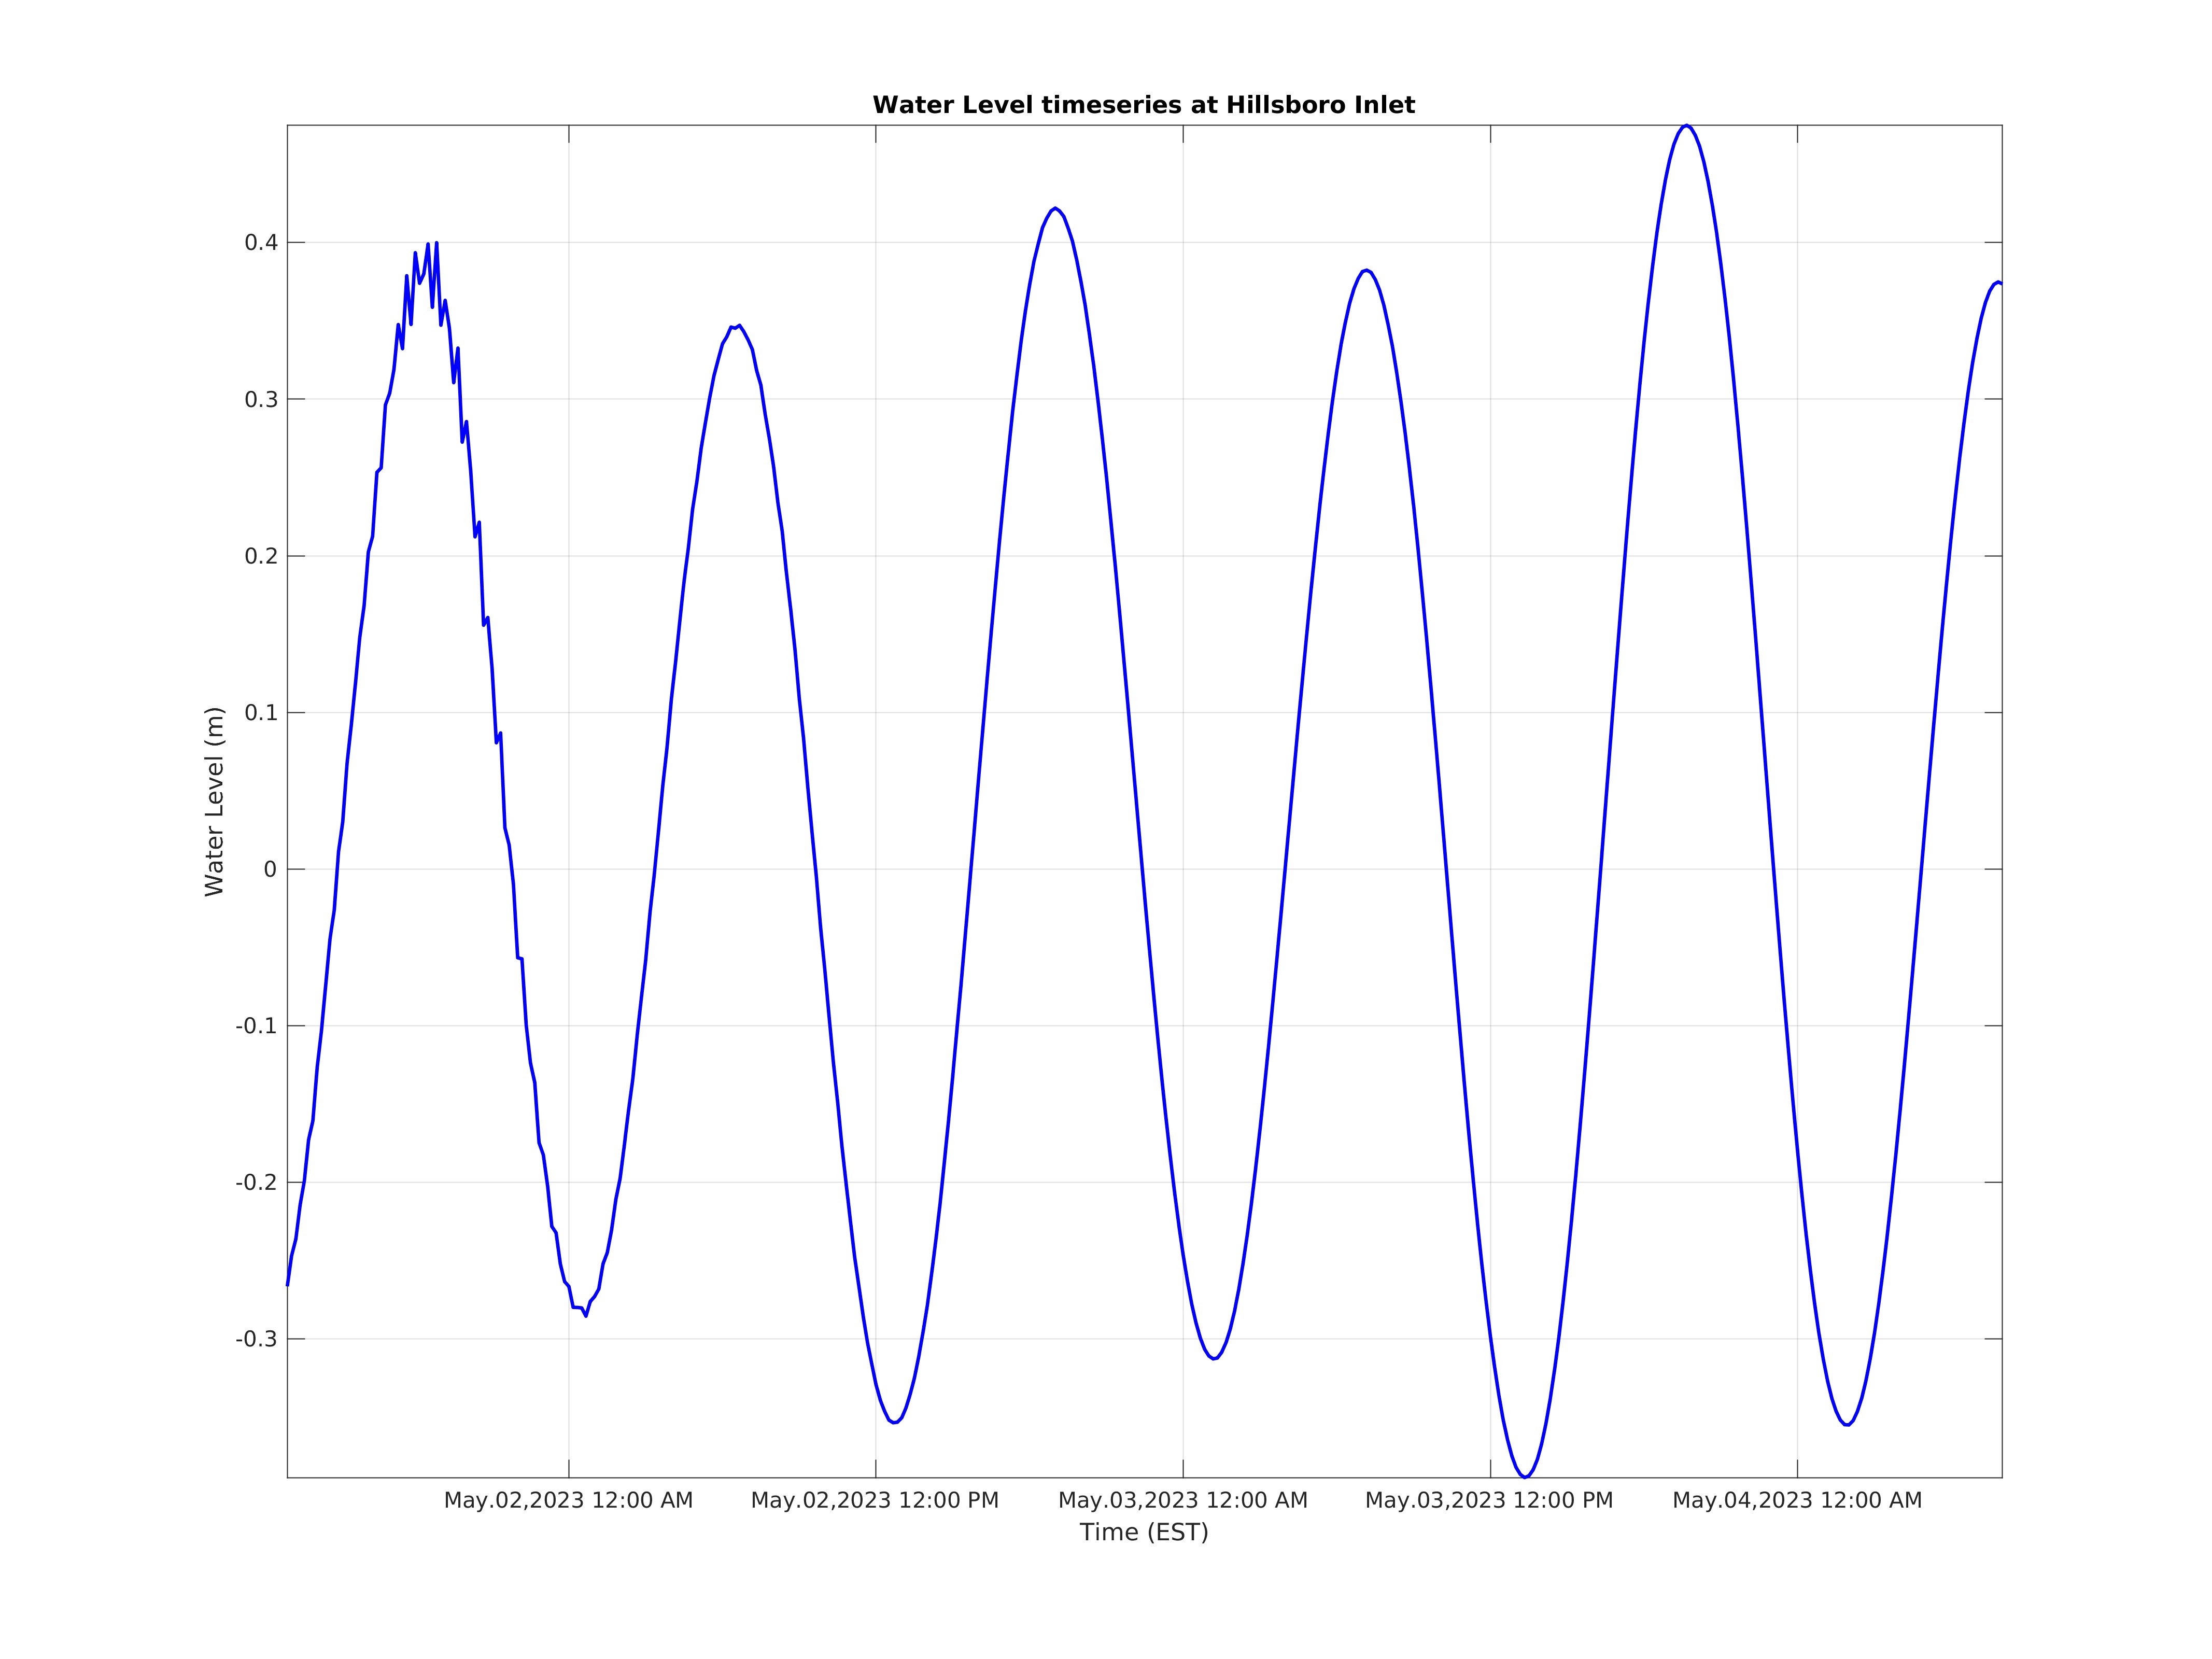 Water Level timeseries at Hillsboro Inlet
0.4
0.3
0.2
0.1
0
-0.1
-0.2
-0.3
Water Level (m)
May.02,2023 12:00 AM
May.02,2023 12:00 PM
May.03,2023 12:00 AM
May.03,2023 12:00 PM
May.04,2023 12:00 AM
Time (EST)